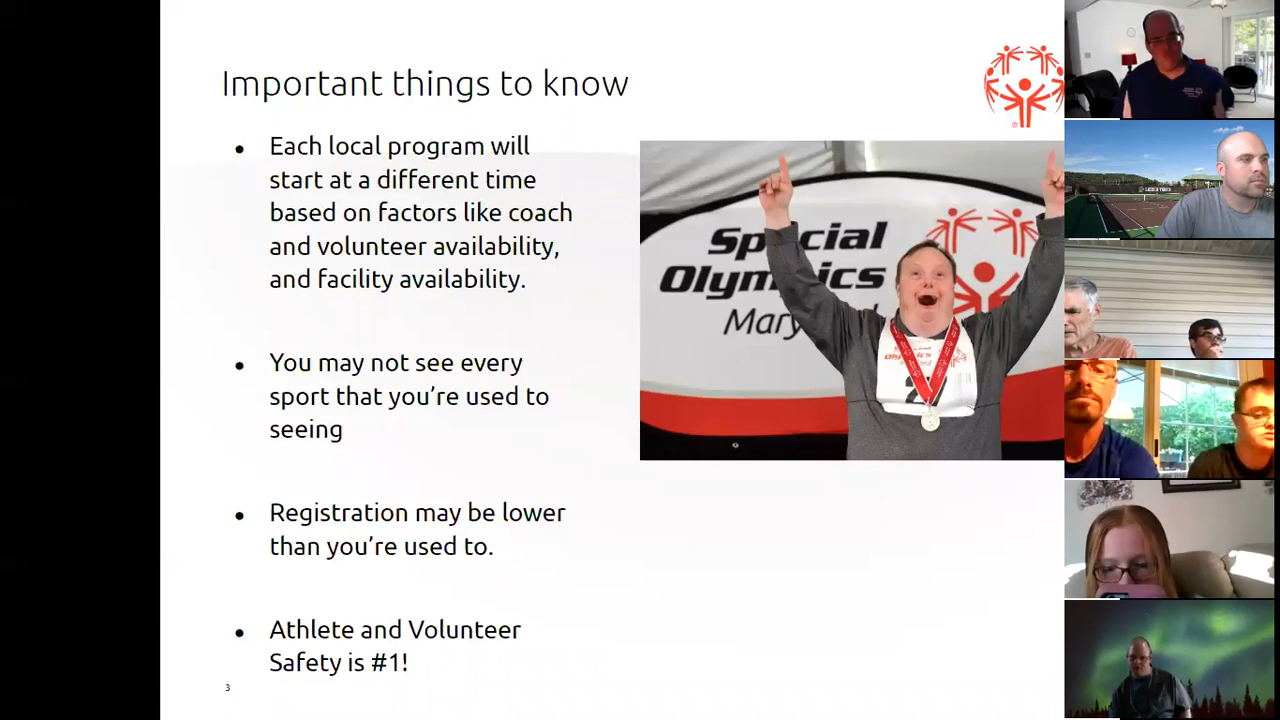 Important things to know
Each local program will
start at a different time
based on factors like coach
and volunteer availability,
and facility availability.
You may not see every
sport that you’re used to
seeing
Registration may be lower
than you’re used to.
Athlete and Volunteer
Safety is #1!
3
Special
Olympics
Special
Olympics